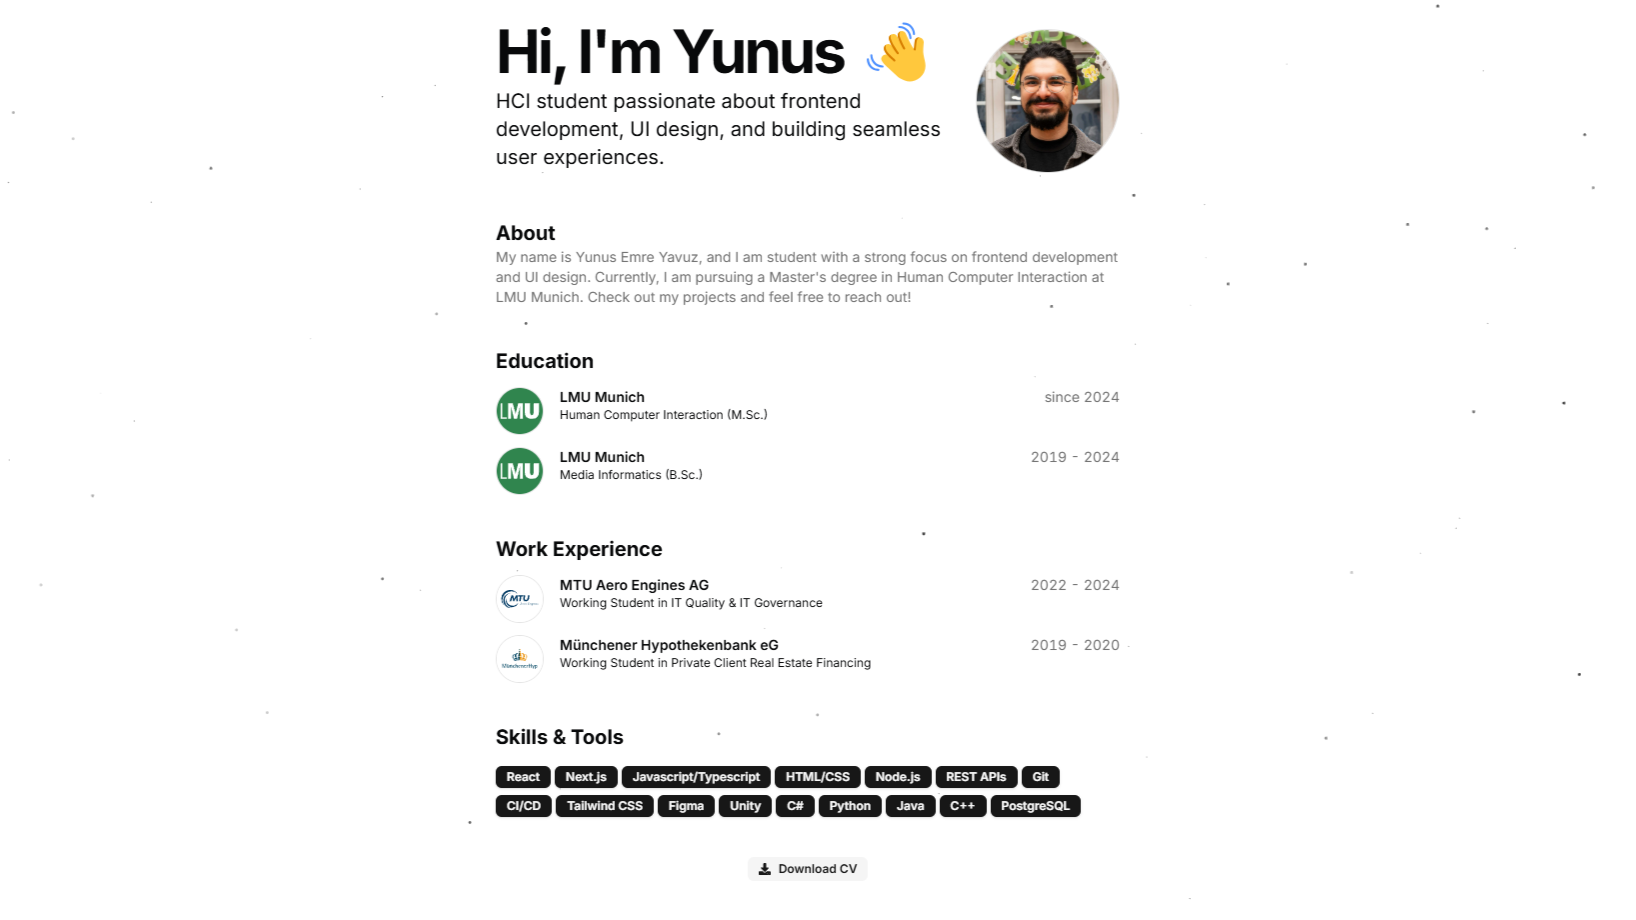 Hi, I'm Yunus 👋
HCI student passionate about frontend
development, UI design, and building seamless
user experiences.
About
My name is Yunus Emre Yavuz, and I am student with a strong focus on frontend development
and UI design. Currently, I am pursuing a Master's degree in Human Computer Interaction at
LMU Munich. Check out my projects and feel free to reach out!
Education
LMU
LMU Munich
since 2024
Human Computer Interaction (M.Sc.)
LMU
LMU Munich
2019 - 2024
Media Informatics (B.Sc.)
Work Experience
MTU
MTU Aero Engines AG
2022 - 2024
Working Student in IT Quality & IT Governance
MünchenerHyp
Münchener Hypothekenbank eG
2019 - 2020
Working Student in Private Client Real Estate Financing
Skills & Tools
React Next.js Javascript/Typescript HTML/CSS Node.js REST APIs Git
CI/CD Tailwind CSS Figma Unity C# Python Java C++ PostgreSQL
Download CV